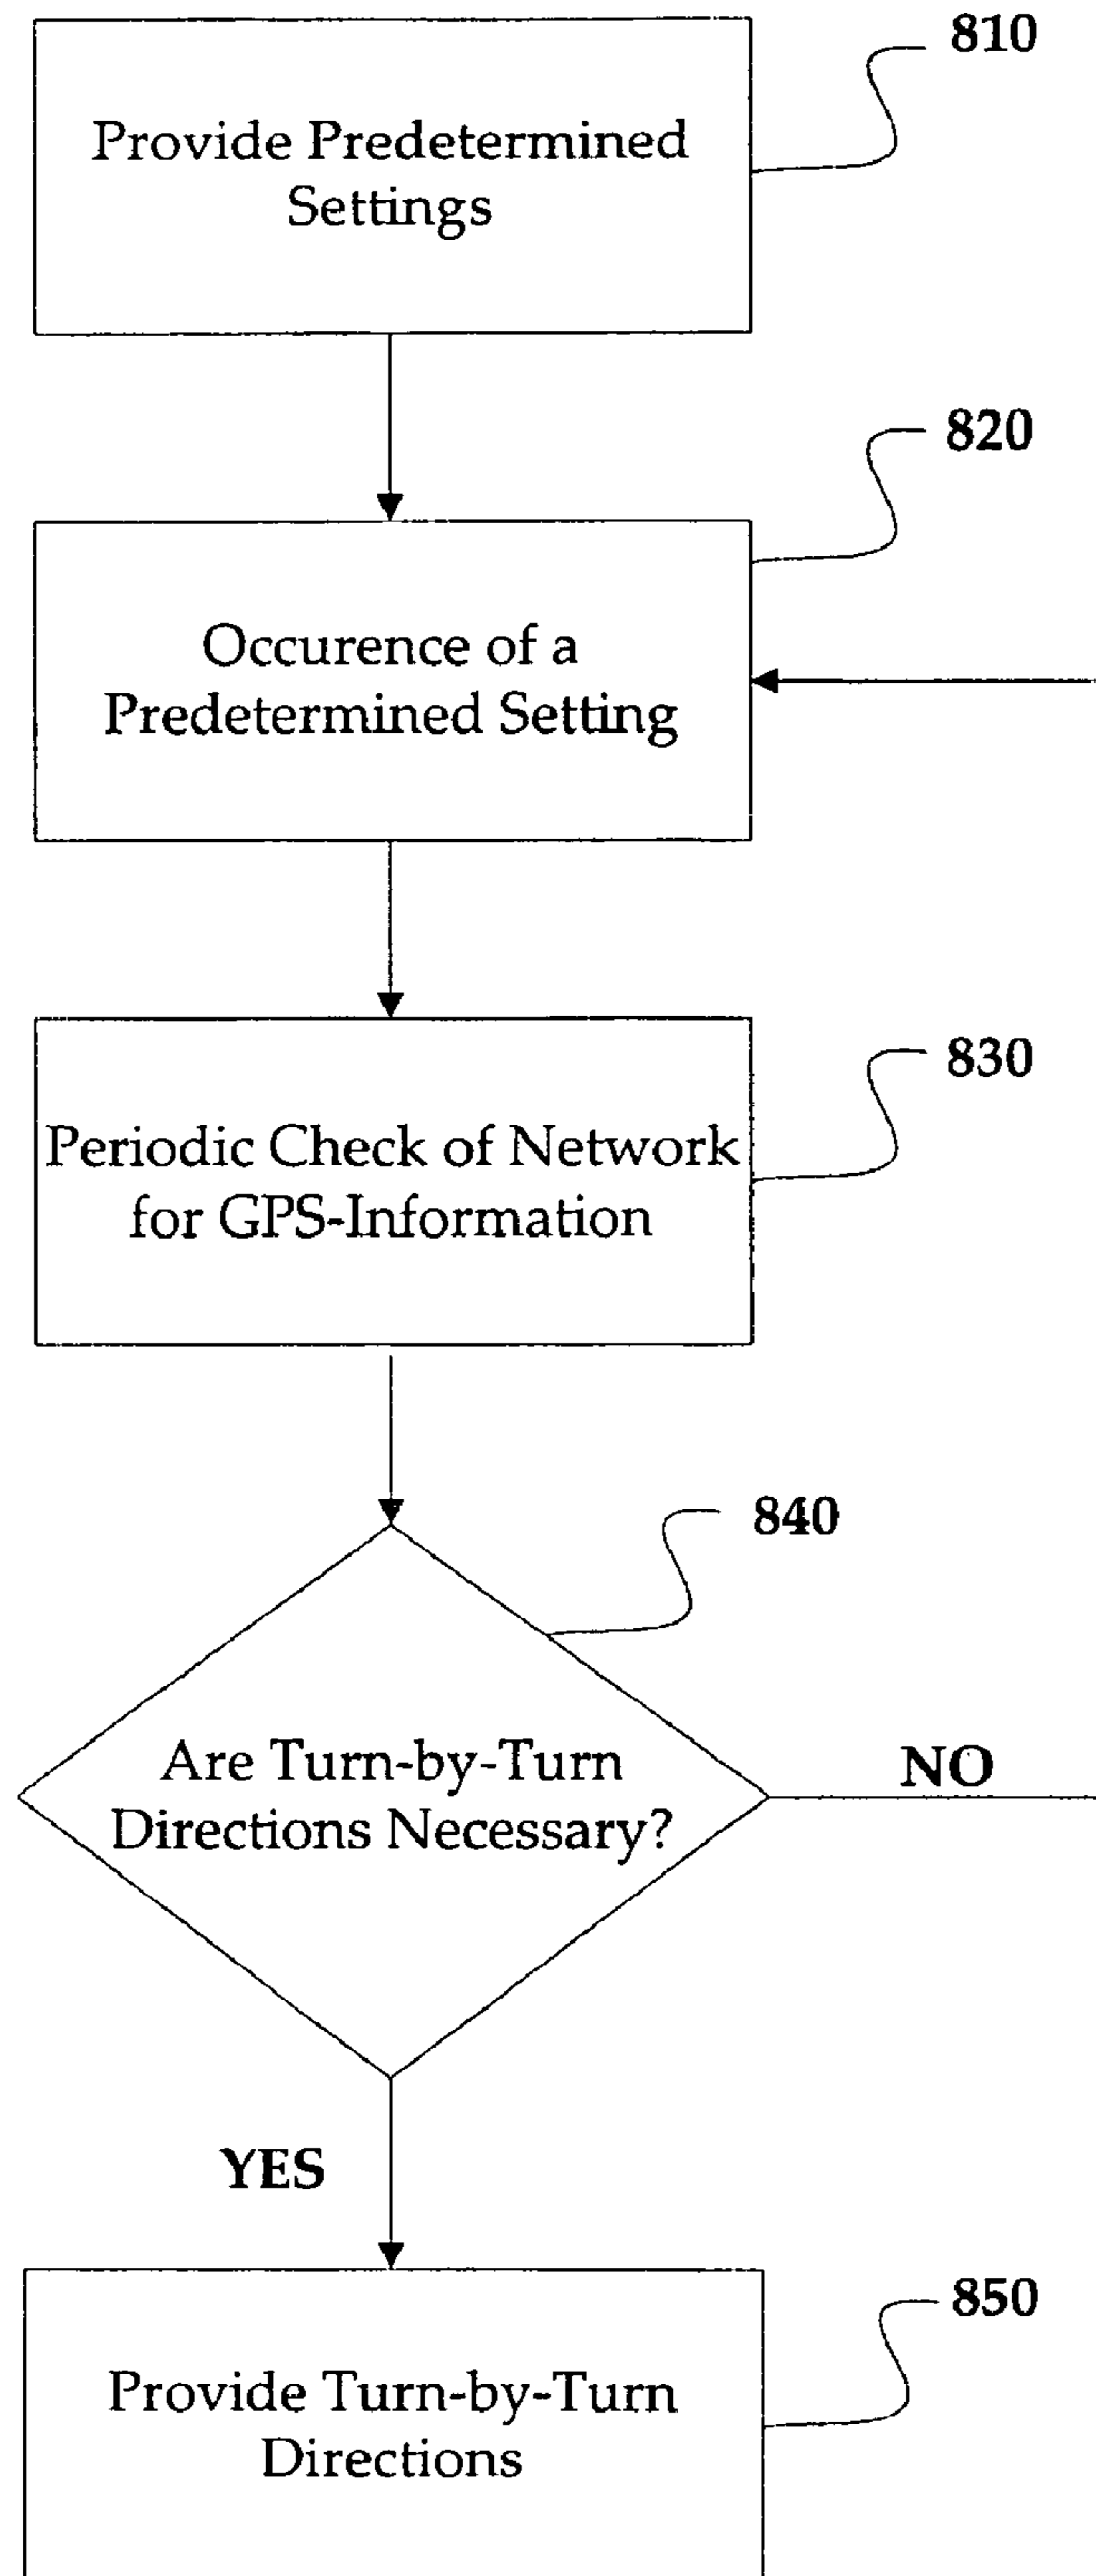 810
Provide Predetermined
Settings
820
Occurence of a
Predetermined Setting
830
Periodic Check of Network
for GPS-Information
840
Are Turn-by-Turn
Directions Necessary?
NO
YES
850
Provide Turn-by-Turn
Directions